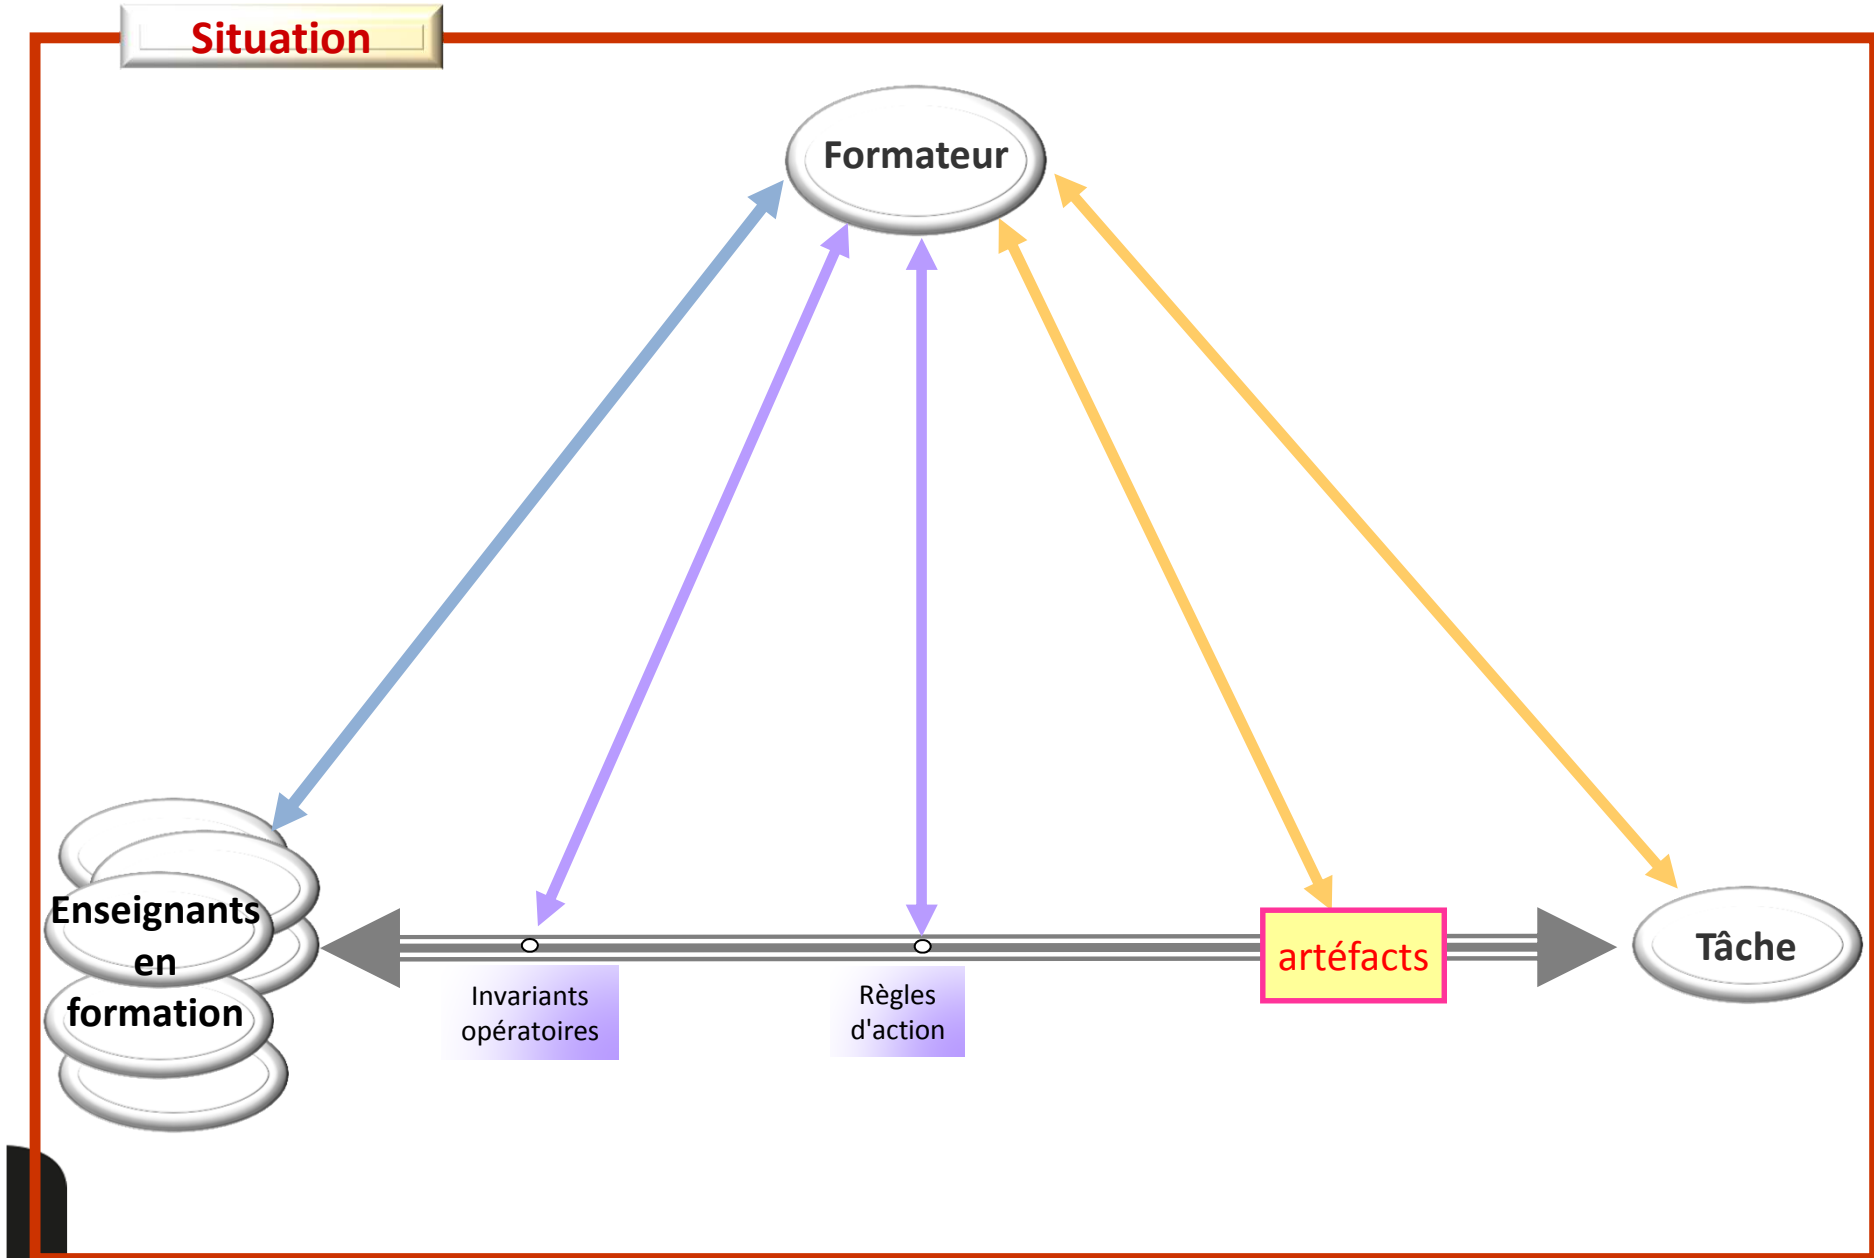 Situation
Formateur
Enseignants
en
formation
Invariants
opératoires
Règles
d'action
artéfacts
Tâche